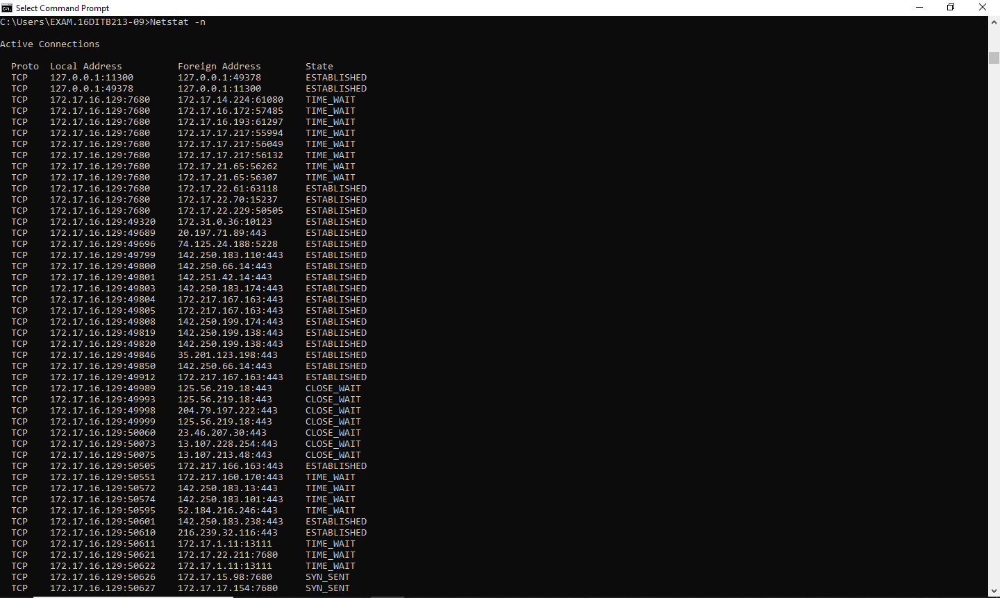 Select Command Prompt
C:\Users\EXAM.16DITB213-09>Netstat -n
Active Connections
Proto  Local Address          Foreign Address        State
TCP    127.0.0.1:11300        127.0.0.1:49378        ESTABLISHED
TCP    127.0.0.1:49378        127.0.0.1:11300        ESTABLISHED
TCP    172.17.16.129:7680     172.17.14.224:61080    TIME_WAIT
TCP    172.17.16.129:7680     172.17.16.172:57485    TIME_WAIT
TCP    172.17.16.129:7680     172.17.16.193:61297    TIME_WAIT
TCP    172.17.16.129:7680     172.17.17.217:55994    TIME_WAIT
TCP    172.17.16.129:7680     172.17.17.217:56049    TIME_WAIT
TCP    172.17.16.129:7680     172.17.17.217:56132    TIME_WAIT
TCP    172.17.16.129:7680     172.17.21.65:56262     TIME_WAIT
TCP    172.17.16.129:7680     172.17.21.65:56307     TIME_WAIT
TCP    172.17.16.129:7680     172.17.22.61:63118     ESTABLISHED
TCP    172.17.16.129:7680     172.17.22.70:15237     ESTABLISHED
TCP    172.17.16.129:7680     172.17.22.229:50505    ESTABLISHED
TCP    172.17.16.129:49320    172.31.0.36:10123      ESTABLISHED
TCP    172.17.16.129:49689    20.197.71.89:443       ESTABLISHED
TCP    172.17.16.129:49696    74.125.24.188:5228     ESTABLISHED
TCP    172.17.16.129:49799    142.250.183.110:443    ESTABLISHED
TCP    172.17.16.129:49800    142.250.66.14:443      ESTABLISHED
TCP    172.17.16.129:49801    142.251.42.14:443      ESTABLISHED
TCP    172.17.16.129:49803    142.250.183.174:443    ESTABLISHED
TCP    172.17.16.129:49804    172.217.167.163:443    ESTABLISHED
TCP    172.17.16.129:49805    172.217.167.163:443    ESTABLISHED
TCP    172.17.16.129:49808    142.250.199.174:443    ESTABLISHED
TCP    172.17.16.129:49819    142.250.199.138:443    ESTABLISHED
TCP    172.17.16.129:49820    142.250.199.138:443    ESTABLISHED
TCP    172.17.16.129:49846    35.201.123.198:443     ESTABLISHED
TCP    172.17.16.129:49850    142.250.66.14:443      ESTABLISHED
TCP    172.17.16.129:49912    172.217.167.163:443    ESTABLISHED
TCP    172.17.16.129:49989    125.56.219.18:443      CLOSE_WAIT
TCP    172.17.16.129:49993    125.56.219.18:443      CLOSE_WAIT
TCP    172.17.16.129:49998    204.79.197.222:443     CLOSE_WAIT
TCP    172.17.16.129:49999    125.56.219.18:443      CLOSE_WAIT
TCP    172.17.16.129:50060    23.46.207.30:443       CLOSE_WAIT
TCP    172.17.16.129:50073    13.107.228.254:443     CLOSE_WAIT
TCP    172.17.16.129:50075    13.107.213.48:443      CLOSE_WAIT
TCP    172.17.16.129:50505    172.217.166.163:443    ESTABLISHED
TCP    172.17.16.129:50551    172.217.160.170:443    TIME_WAIT
TCP    172.17.16.129:50572    142.250.183.13:443     TIME_WAIT
TCP    172.17.16.129:50574    142.250.183.101:443    TIME_WAIT
TCP    172.17.16.129:50595    52.184.216.246:443     TIME_WAIT
TCP    172.17.16.129:50601    142.250.183.238:443    ESTABLISHED
TCP    172.17.16.129:50610    216.239.32.116:443     ESTABLISHED
TCP    172.17.16.129:50611    172.17.1.11:13111      TIME_WAIT
TCP    172.17.16.129:50621    172.17.22.211:7680     TIME_WAIT
TCP    172.17.16.129:50622    172.17.1.11:13111      TIME_WAIT
TCP    172.17.16.129:50626    172.17.15.98:7680      SYN_SENT
TCP    172.17.16.129:50627    172.17.17.154:7680     SYN_SENT